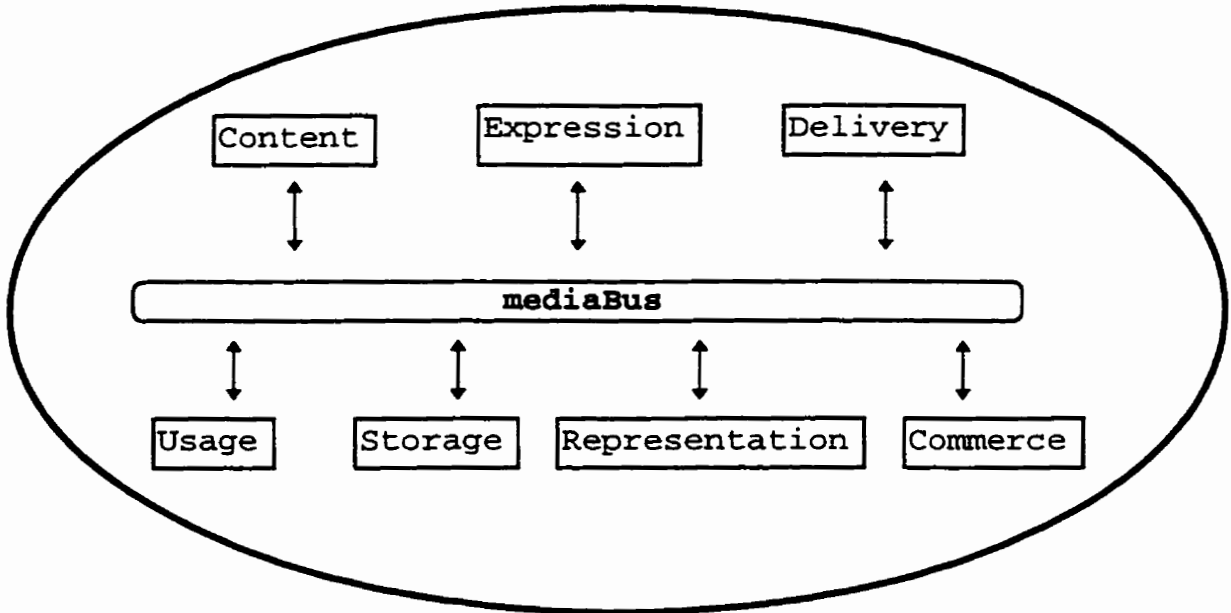 Content Expression Delivery
mediaBus
Usage Storage Representation Commerce